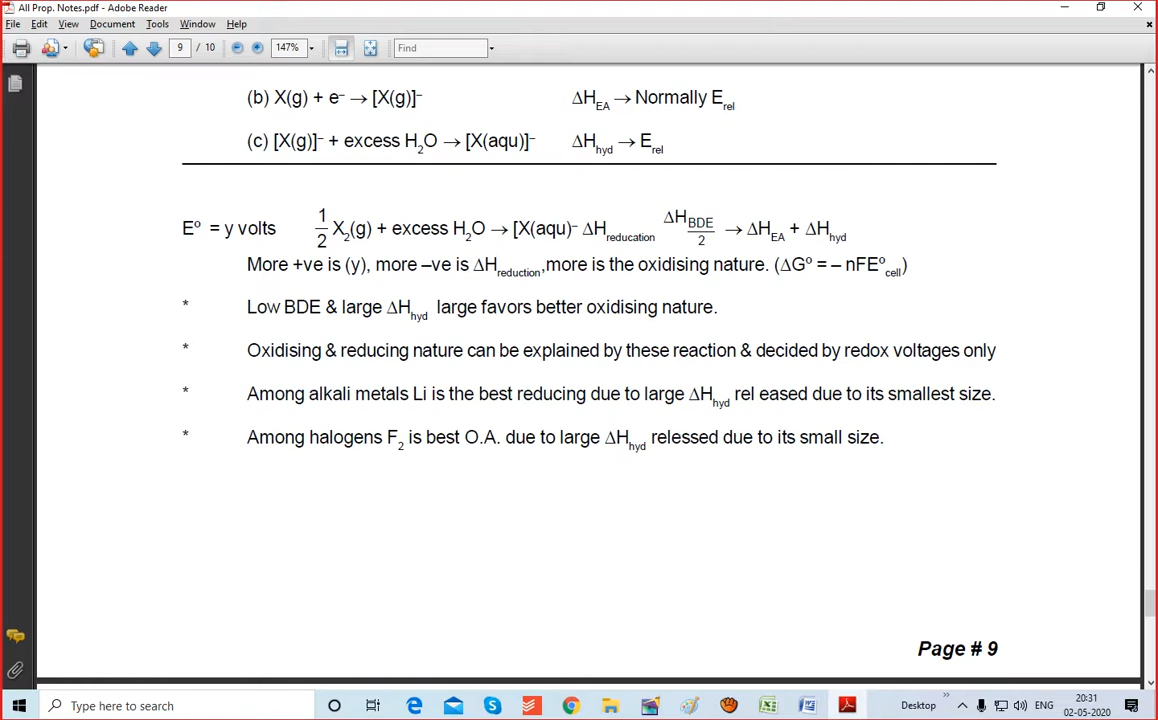 All Prop. Notes.pdf - Adobe Reader
File Edit View Document Tools Window Help
9 / 10 147% Find
(b) X(g) + e⁻ → [X(g)]⁻ ΔH_EA → Normally E_rel
(c) [X(g)]⁻ + excess H₂O → [X(aqu)]⁻ ΔH_hyd → E_rel
Eº = y volts 1/2 X₂(g) + excess H₂O → [X(aqu)⁻ ΔH_reducation ΔH_BDE/2 → ΔH_EA + ΔH_hyd
More +ve is (y), more –ve is ΔH_reduction,more is the oxidising nature. (ΔGº = – nFEº_cell)
* Low BDE & large ΔH_hyd large favors better oxidising nature.
* Oxidising & reducing nature can be explained by these reaction & decided by redox voltages only
* Among alkali metals Li is the best reducing due to large ΔH_hyd rel eased due to its smallest size.
* Among halogens F₂ is best O.A. due to large ΔH_hyd relessed due to its small size.
Page # 9
Type here to search Desktop » ENG 20:31
02-05-2020